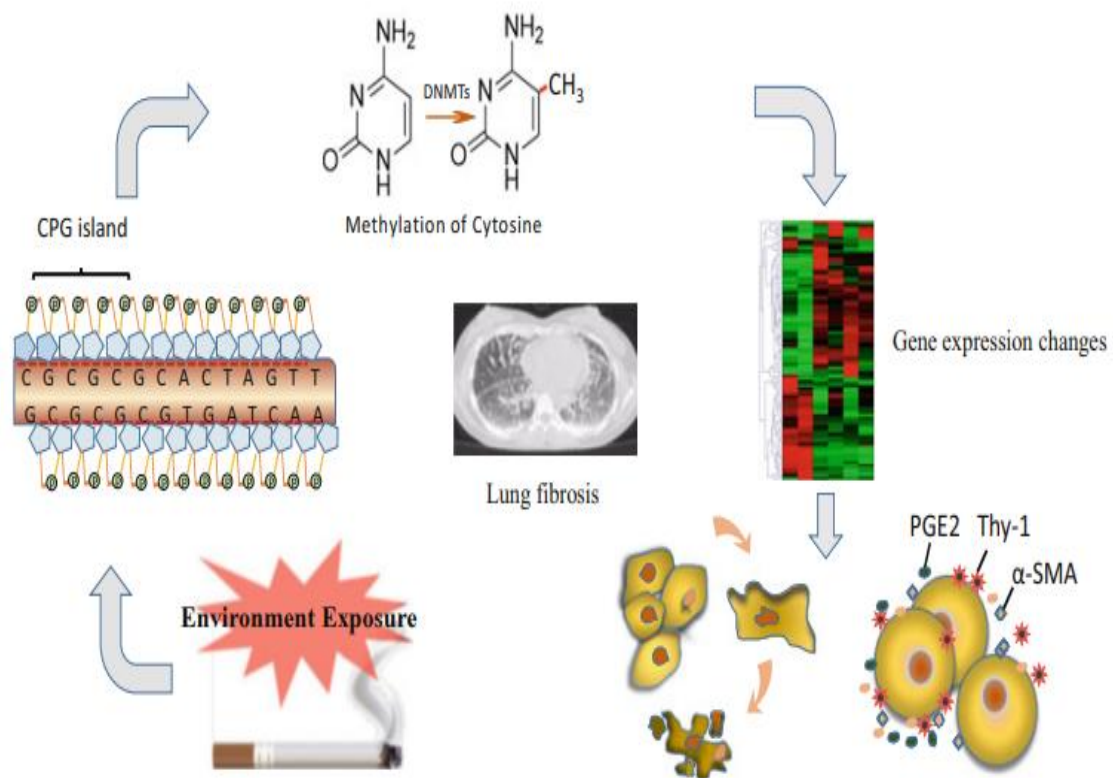 NH₂
NH₂
N
DNMTs
N
CH₃
O
N
H
O
N
H
Methylation of Cytosine
CPG island
P P P P P P P P P P P P
C G C G C G C A C T A G T T
G C G C G C G T G A T C A A
P P P P P P P P P P P P
Gene expression changes
Lung fibrosis
PGE2
Thy-1
α-SMA
Environment Exposure